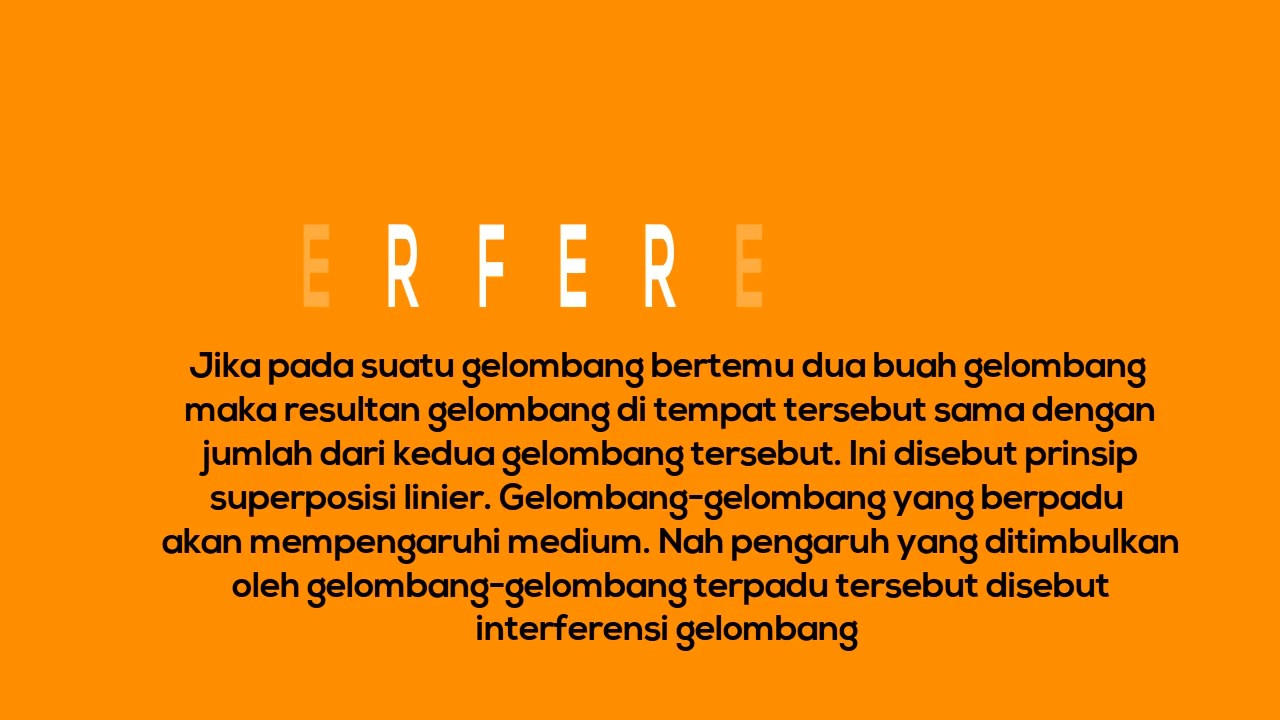 E R F E R E
Jika pada suatu gelombang bertemu dua buah gelombang
maka resultan gelombang di tempat tersebut sama dengan
jumlah dari kedua gelombang tersebut. Ini disebut prinsip
superposisi linier. Gelombang-gelombang yang berpadu
akan mempengaruhi medium. Nah pengaruh yang ditimbulkan
oleh gelombang-gelombang terpadu tersebut disebut
interferensi gelombang